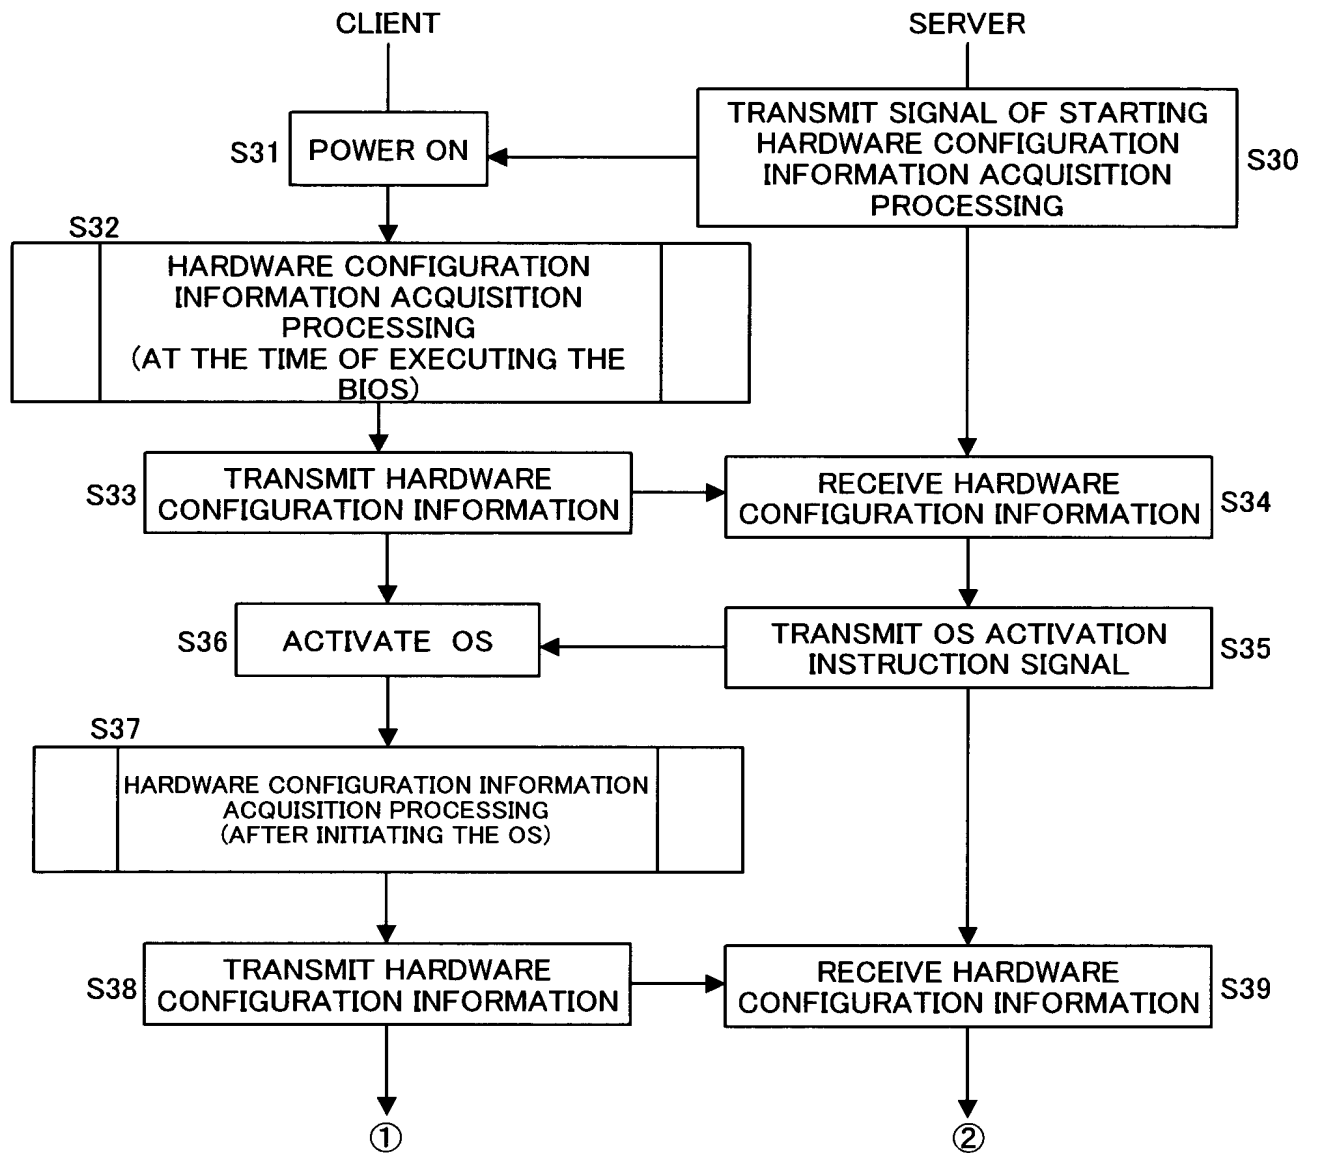 CLIENT
SERVER
TRANSMIT SIGNAL OF STARTING
HARDWARE CONFIGURATION
INFORMATION ACQUISITION
PROCESSING
S30
S31
POWER ON
S32
HARDWARE CONFIGURATION
INFORMATION ACQUISITION
PROCESSING
(AT THE TIME OF EXECUTING THE
BIOS)
S33
TRANSMIT HARDWARE
CONFIGURATION INFORMATION
RECEIVE HARDWARE
CONFIGURATION INFORMATION
S34
S36
ACTIVATE OS
TRANSMIT OS ACTIVATION
INSTRUCTION SIGNAL
S35
S37
HARDWARE CONFIGURATION INFORMATION
ACQUISITION PROCESSING
(AFTER INITIATING THE OS)
S38
TRANSMIT HARDWARE
CONFIGURATION INFORMATION
RECEIVE HARDWARE
CONFIGURATION INFORMATION
S39
①
②